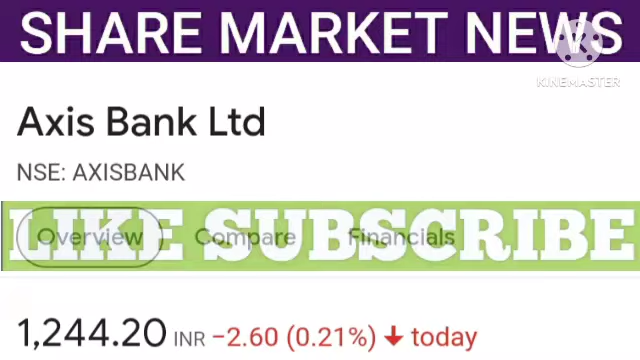 SHARE MARKET NEWS
KINEMASTER
Axis Bank Ltd
NSE: AXISBANK
LIKE SUBSCRIBE
Overview Compare Financials
1,244.20 INR −2.60 (0.21%) ↓ today